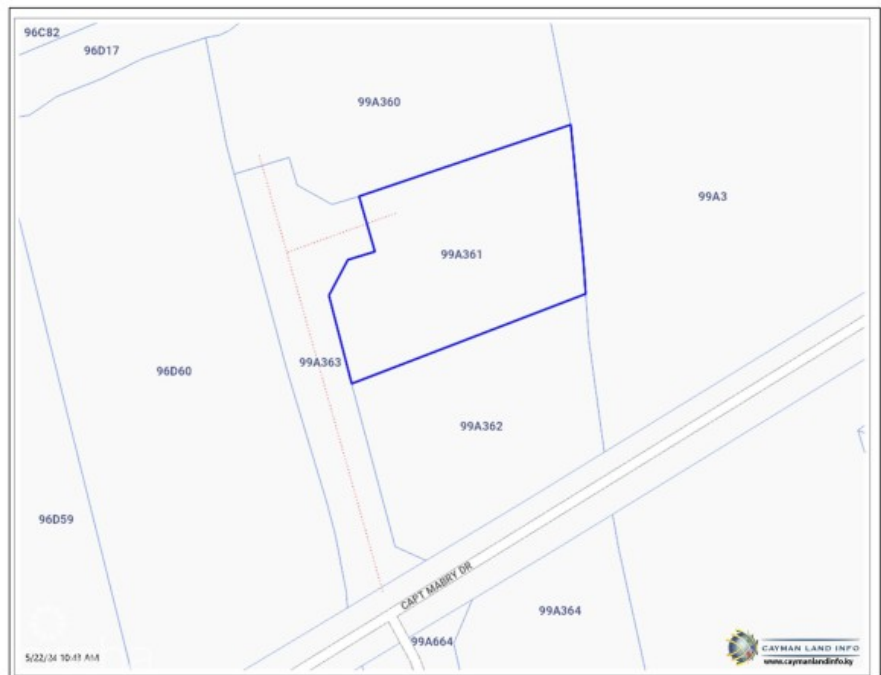 96C82
96D17
99A360
99A3
99A361
99A363
96D60
99A362
96D59
CAPT MABRY DR
99A364
99A664
5/22/24 10:41 AM
CAYMAN LAND INFO
www.caymanlandinfo.ky